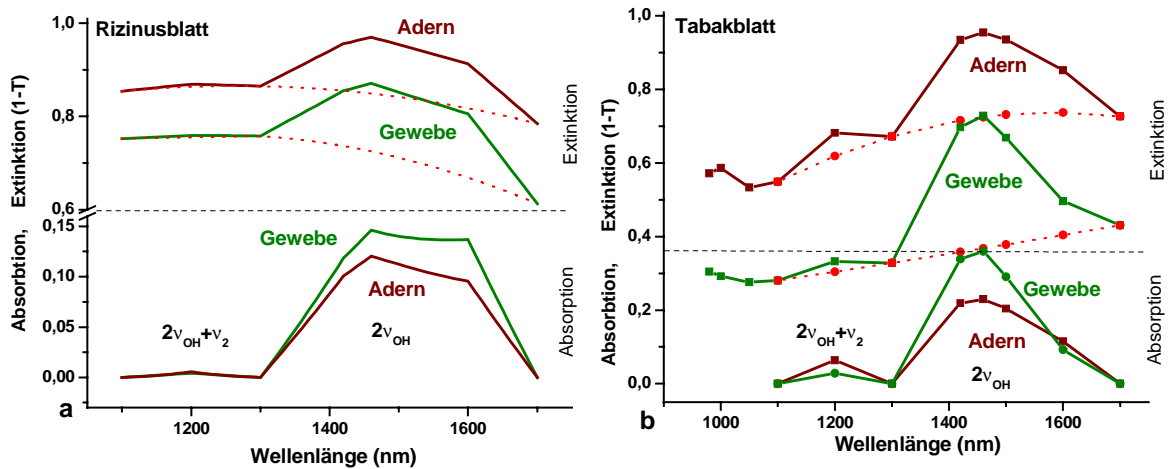 Rizinusblatt
Adern
Gewebe
Extinktion (1-T)
Absorbtion,
1,0
0,8
0,6
0,15
0,10
0,05
0,00
Gewebe
Adern
2νOH+ν2
2νOH
Extinktion
Absorption
1200
1400
1600
a
Wellenlänge (nm)
Tabakblatt
Adern
Gewebe
Extinktion (1-T)
Absorbtion,
1,0
0,8
0,6
0,4
0,2
0,0
Gewebe
Adern
2νOH+ν2
2νOH
Extinktion
Absorption
1000
1200
1400
1600
b
Wellenlänge (nm)